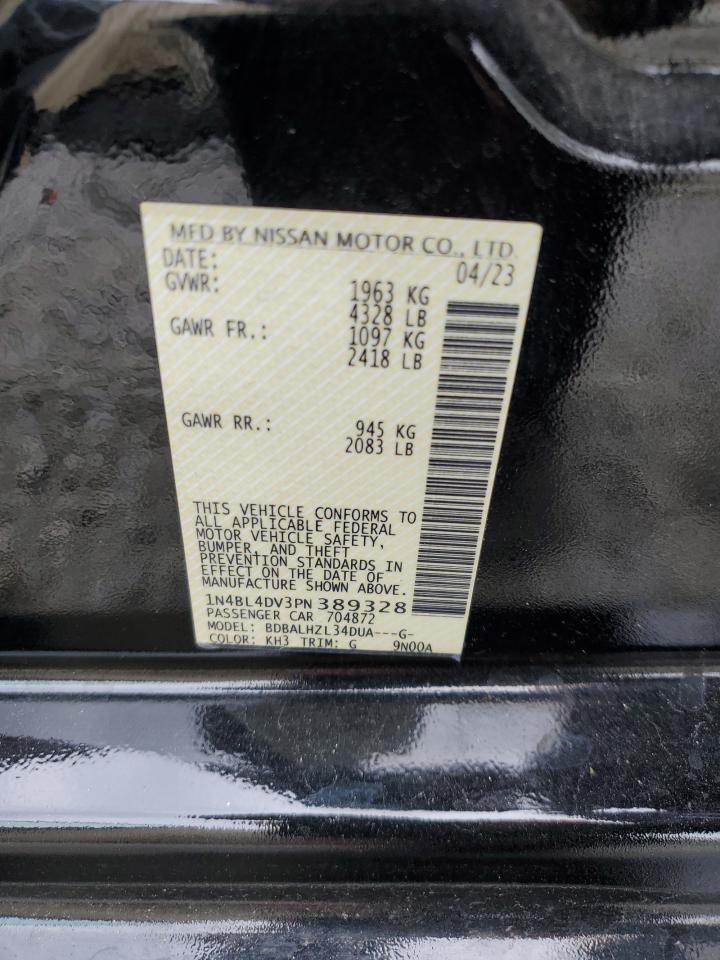 MFD BY NISSAN MOTOR CO., LTD
DATE: 04/23
GVWR: 1963 KG
4328 LB
GAWR FR.: 1097 KG
2418 LB
GAWR RR.: 945 KG
2083 LB
THIS VEHICLE CONFORMS TO
ALL APPLICABLE FEDERAL
MOTOR VEHICLE SAFETY,
BUMPER, AND THEFT
PREVENTION STANDARDS IN
EFFECT ON THE DATE OF
MANUFACTURE SHOWN ABOVE.
1N4BL4DV3PN 389328
PASSENGER CAR 704872
MODEL: BDBALHZL34DUA---G-
COLOR: KH3 TRIM: G 9N00A